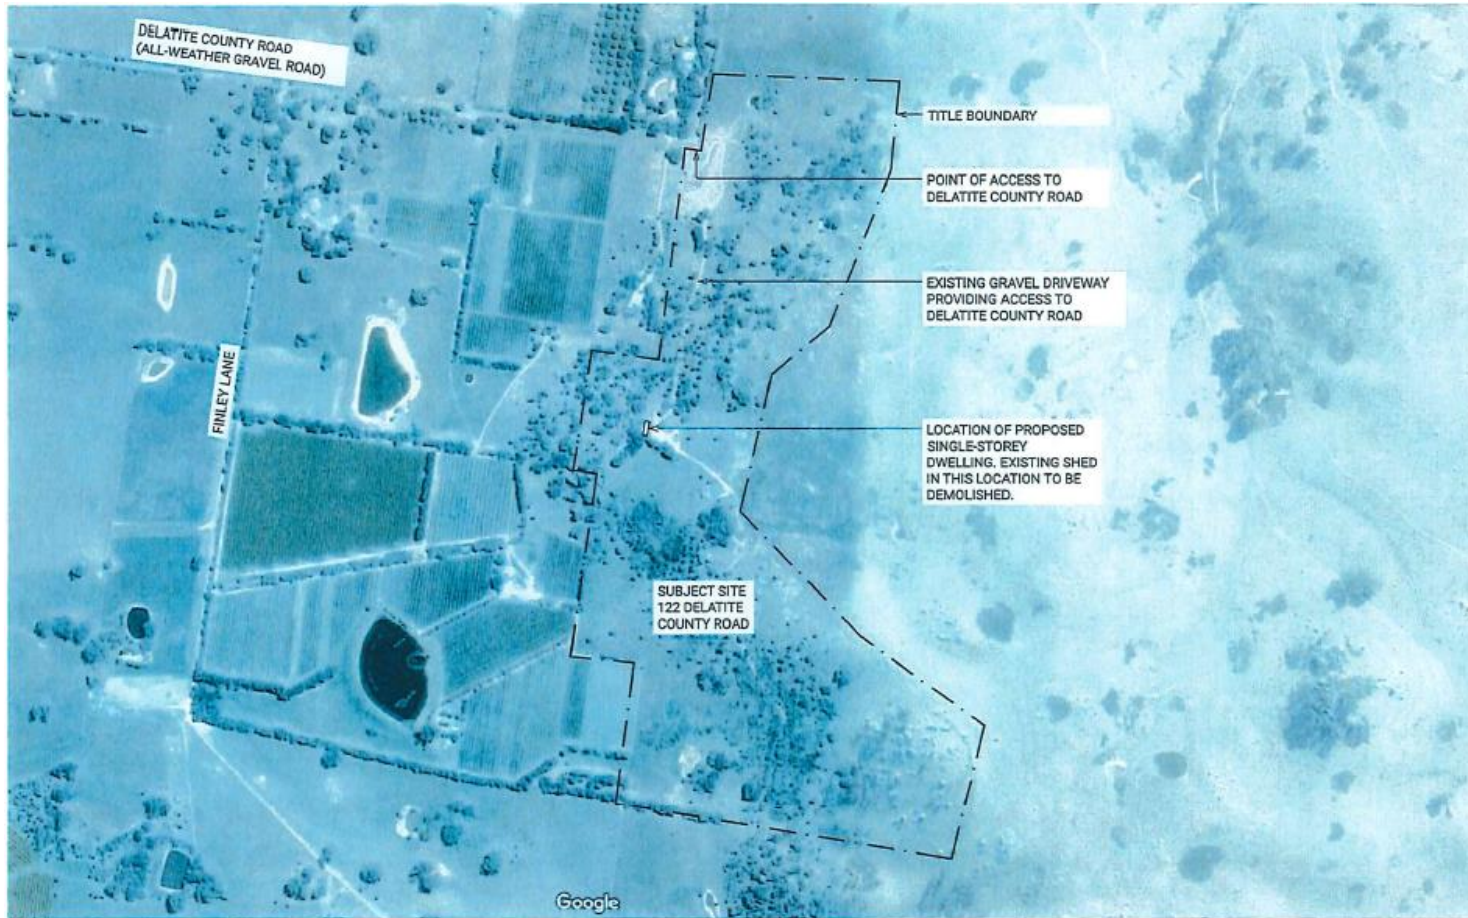 DELATITE COUNTY ROAD
(ALL-WEATHER GRAVEL ROAD)
TITLE BOUNDARY
POINT OF ACCESS TO
DELATITE COUNTY ROAD
EXISTING GRAVEL DRIVEWAY
PROVIDING ACCESS TO
DELATITE COUNTY ROAD
FINLEY LANE
LOCATION OF PROPOSED
SINGLE-STOREY
DWELLING. EXISTING SHED
IN THIS LOCATION TO BE
DEMOLISHED.
SUBJECT SITE
122 DELATITE
COUNTY ROAD
Google